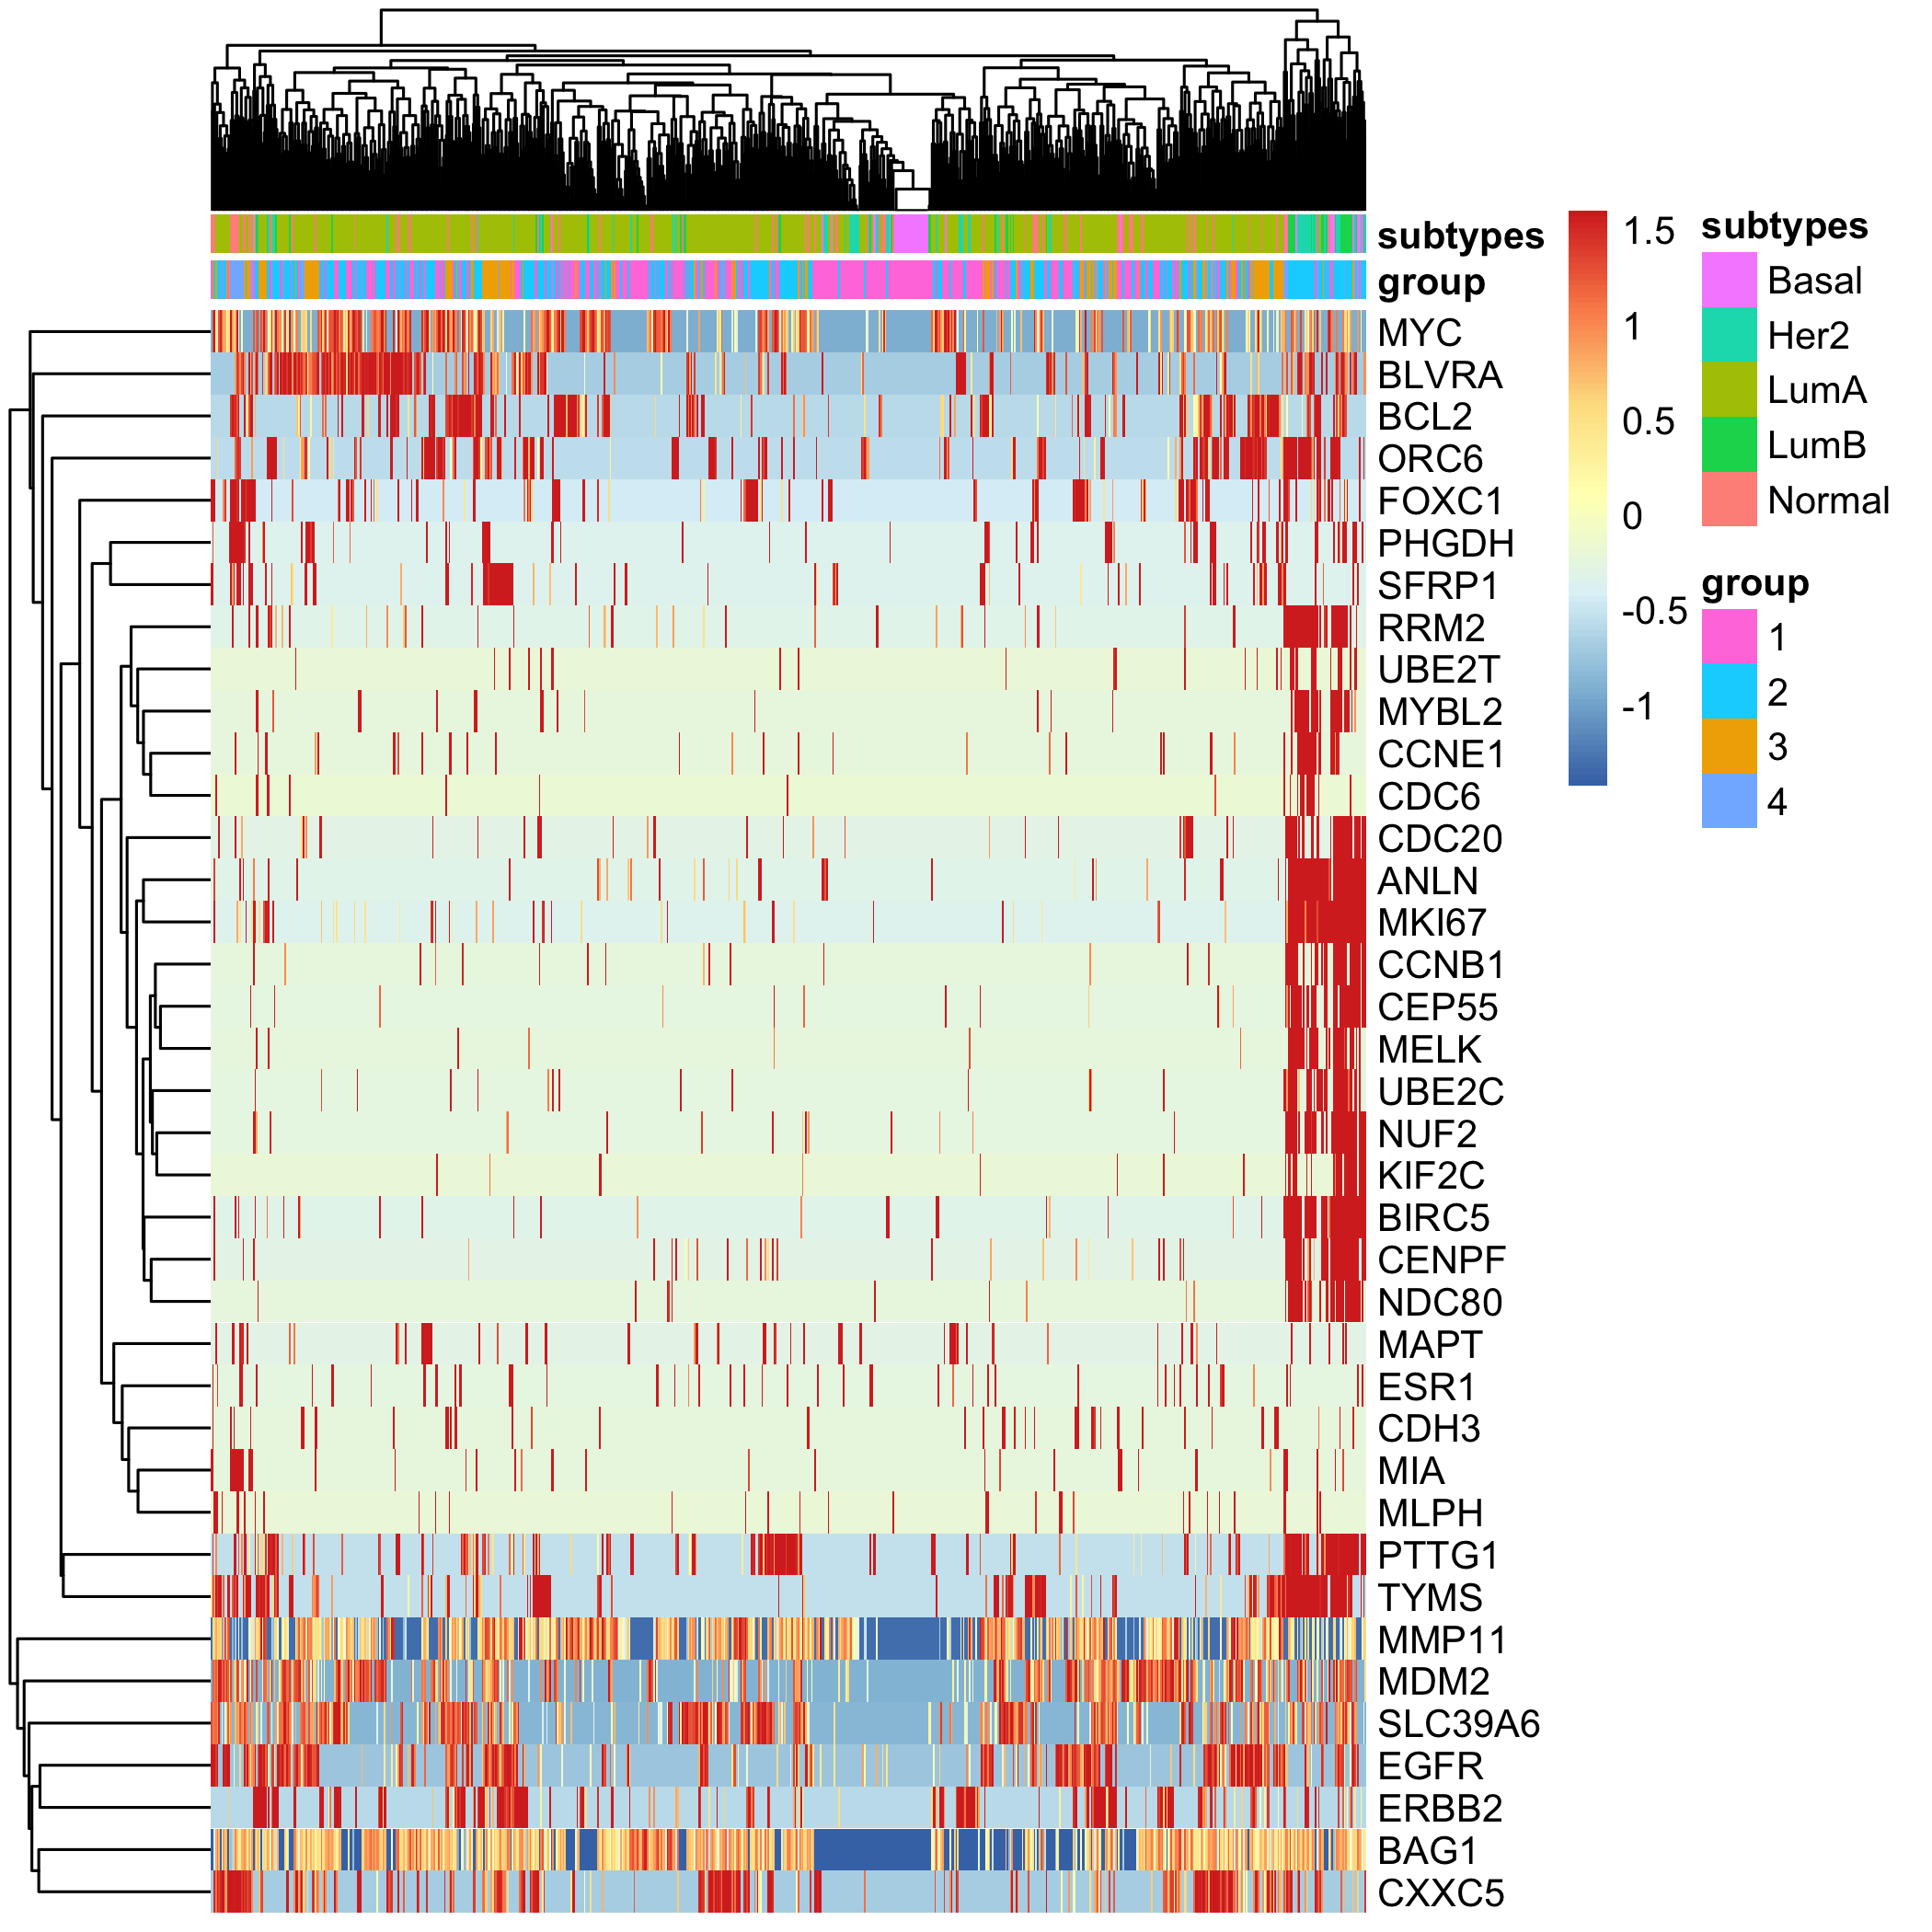 subtypes
group
MYC
BLVRA
BCL2
ORC6
FOXC1
PHGDH
SFRP1
RRM2
UBE2T
MYBL2
CCNE1
CDC6
CDC20
ANLN
MKI67
CCNB1
CEP55
MELK
UBE2C
NUF2
KIF2C
BIRC5
CENPF
NDC80
MAPT
ESR1
CDH3
MIA
MLPH
PTTG1
TYMS
MMP11
MDM2
SLC39A6
EGFR
ERBB2
BAG1
CXXC5
1.5
1
0.5
0
-0.5
-1
subtypes
Basal
Her2
LumA
LumB
Normal
group
1
2
3
4